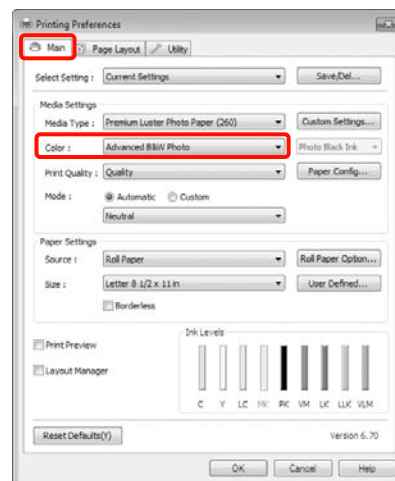 Printing Preferences
Main Page Layout Utility
Select Setting : Current Settings Save/Del...
Media Settings
Media Type : Premium Luster Photo Paper (260) Custom Settings...
Color : Advanced B&W Photo Photo Black Ink
Print Quality : Quality Paper Config...
Mode : Automatic Custom
Neutral
Paper Settings
Source : Roll Paper Roll Paper Option...
Size : Letter 8 1/2 x 11 in User Defined...
Borderless
Ink Levels
Print Preview
Layout Manager
C Y LC MK PK VM LK LLK VLM
Reset Defaults(Y) Version 6.70
OK Cancel Help